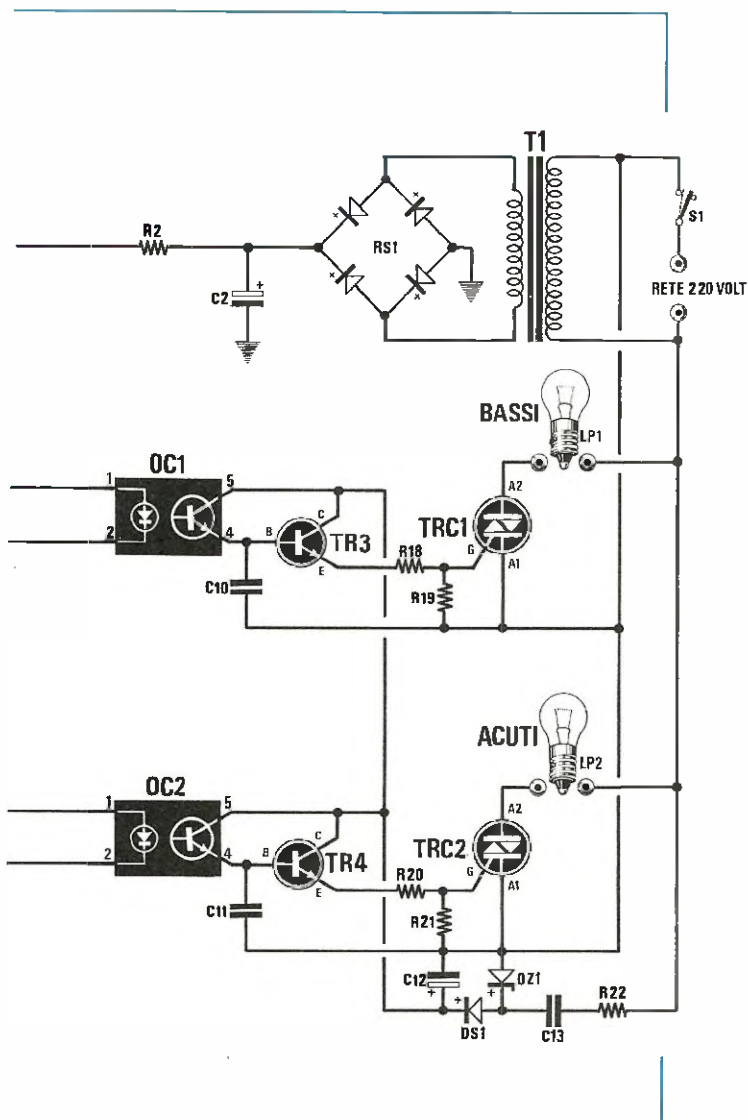 T1
R2
RS1
C2
+
S1
RETE 220 VOLT
BASSI
LP1
OC1
1
2
5
4
B
C
E
TR3
C10
R18
R19
TRC1
A2
G
A1
ACUTI
LP2
OC2
1
2
5
4
B
C
E
TR4
C11
R20
R21
TRC2
A2
G
A1
C12
+
DS1
+
DZ1
+
C13
R22